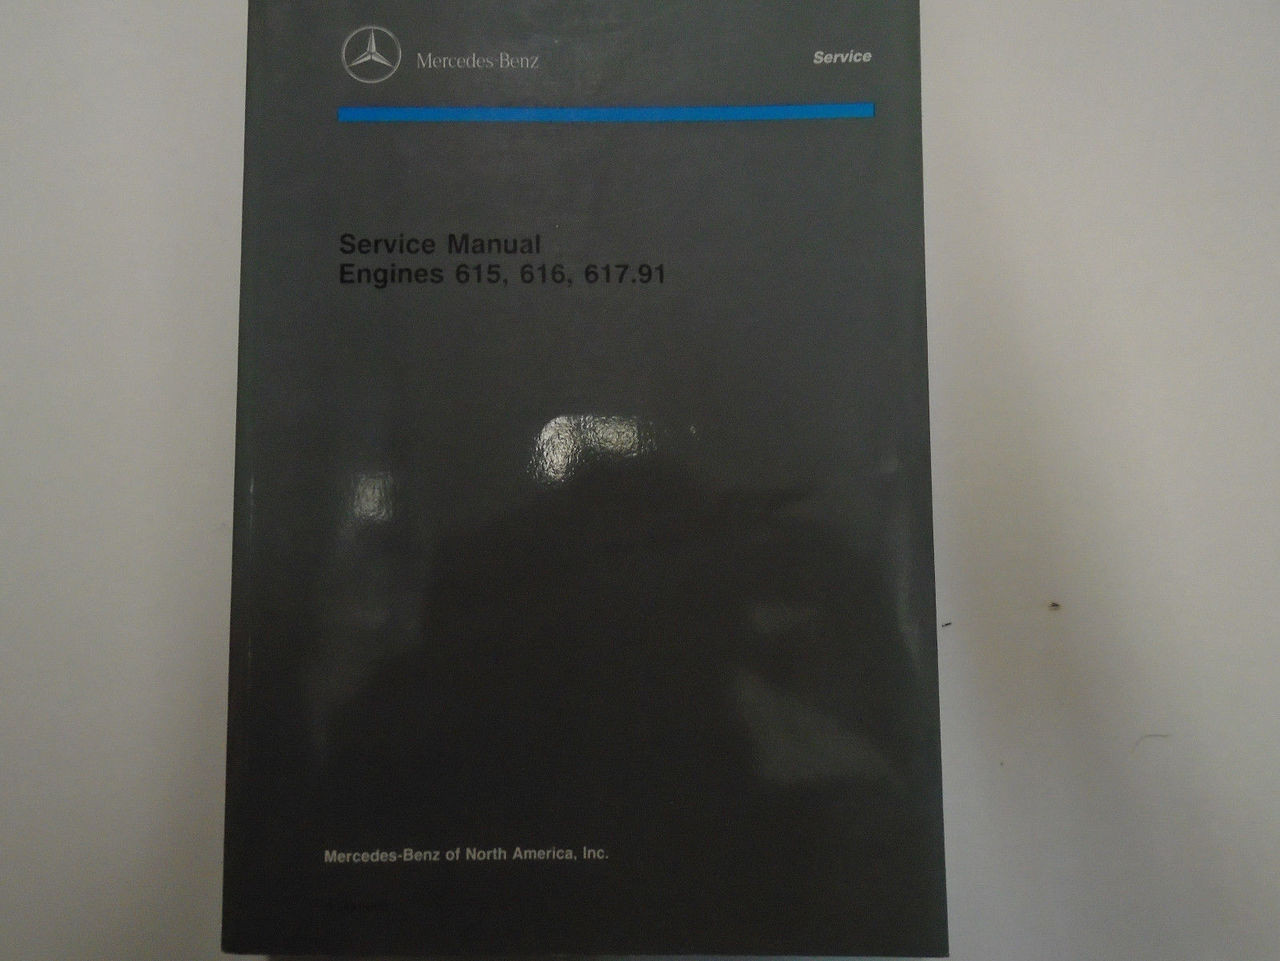 Mercedes-Benz
Service
Service Manual
Engines 615, 616, 617.91
Mercedes-Benz of North America, Inc.